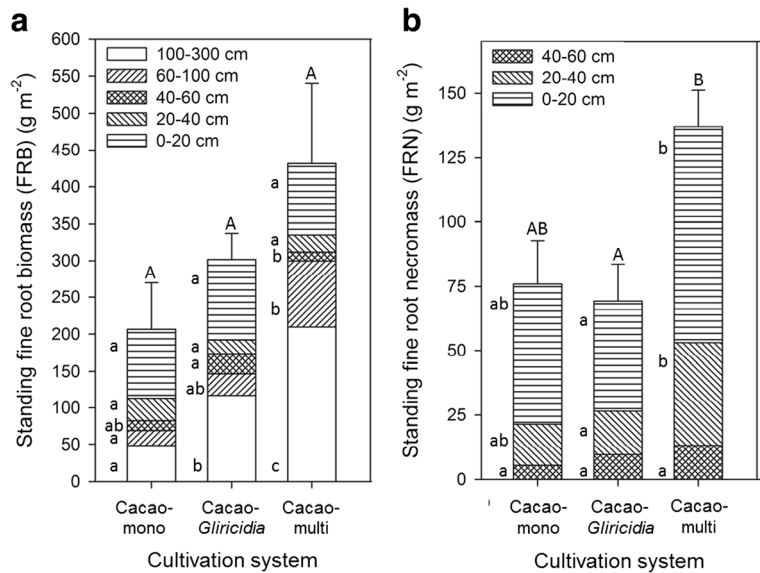 a
Standing fine root biomass (FRB) (g m⁻²)
600
550
500
450
400
350
300
250
200
150
100
50
0
100-300 cm
60-100 cm
40-60 cm
20-40 cm
0-20 cm
A
A
A
a
a
ab
a
a
a
a
a
ab
b
a
a
b
b
c
Cacao-
mono
Cacao-
Gliricidia
Cacao-
multi
Cultivation system
b
Standing fine root necromass (FRN) (g m⁻²)
150
125
100
75
50
25
0
40-60 cm
20-40 cm
0-20 cm
AB
A
B
ab
ab
a
a
a
a
b
b
a
Cacao-
mono
Cacao-
Gliricidia
Cacao-
multi
Cultivation system